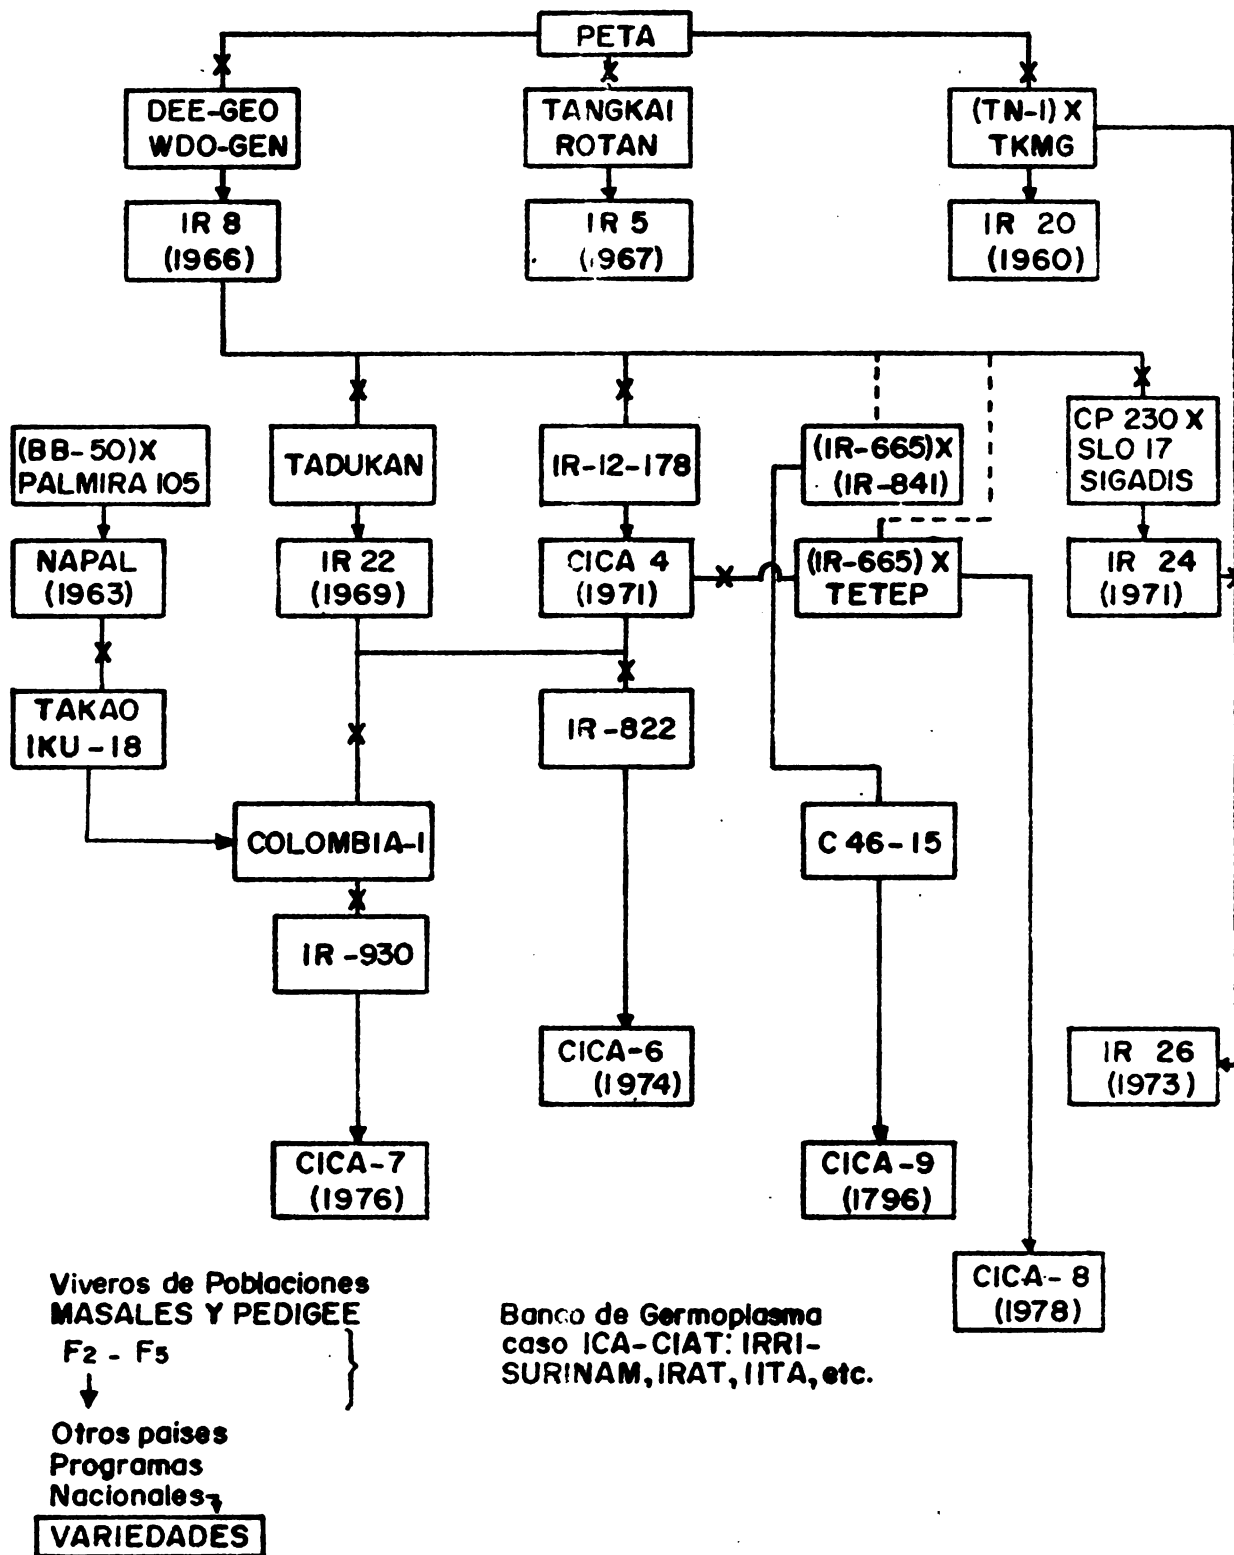 PETA
DEE-GEO
WDO-GEN
TANGKAI
ROTAN
(TN-1) X
TKMG
IR 8
(1966)
IR 5
(1967)
IR 20
(1960)
(BB-50)X
PALMIRA 105
TADUKAN
IR-12-178
(IR-665)X
(IR-841)
CP 230 X
SLO 17
SIGADIS
NAPAL
(1963)
IR 22
(1969)
CICA 4
(1971)
(IR-665) X
TETEP
IR 24
(1971)
TAKAO
IKU-18
IR-822
COLOMBIA-1
C 46-15
IR-930
CICA-6
(1974)
IR 26
(1973)
CICA-7
(1976)
CICA-9
(1796)
CICA-8
(1978)
Viveros de Poblaciones
MASALES Y PEDIGEE
F2 - F5
Otros paises
Programas
Nacionales
VARIEDADES
Banco de Germoplasma
caso ICA-CIAT: IRRI-
SURINAM, IRAT, IITA, etc.